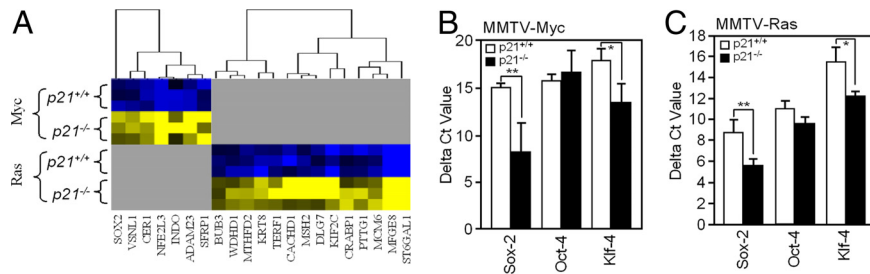 A
Myc
p21+/+
p21-/-
Ras
p21+/+
p21-/-
SOX2
VSNL1
CER1
NFE2L3
INDO
ADAM23
SFRP1
BUB3
WDHD1
MTHFD2
KRT8
TERF1
CACHD1
MSH2
DLG7
KIF2C
CRABP1
PTTG1
MCM6
MFGE8
ST6GAL1
B
MMTV-Myc
Delta Ct Value
20
15
10
5
0
p21+/+
p21-/-
**
*
Sox-2
Oct-4
Klf-4
C
MMTV-Ras
Delta Ct Value
18
16
14
12
10
8
6
4
2
0
p21+/+
p21-/-
**
*
Sox-2
Oct-4
Klf-4